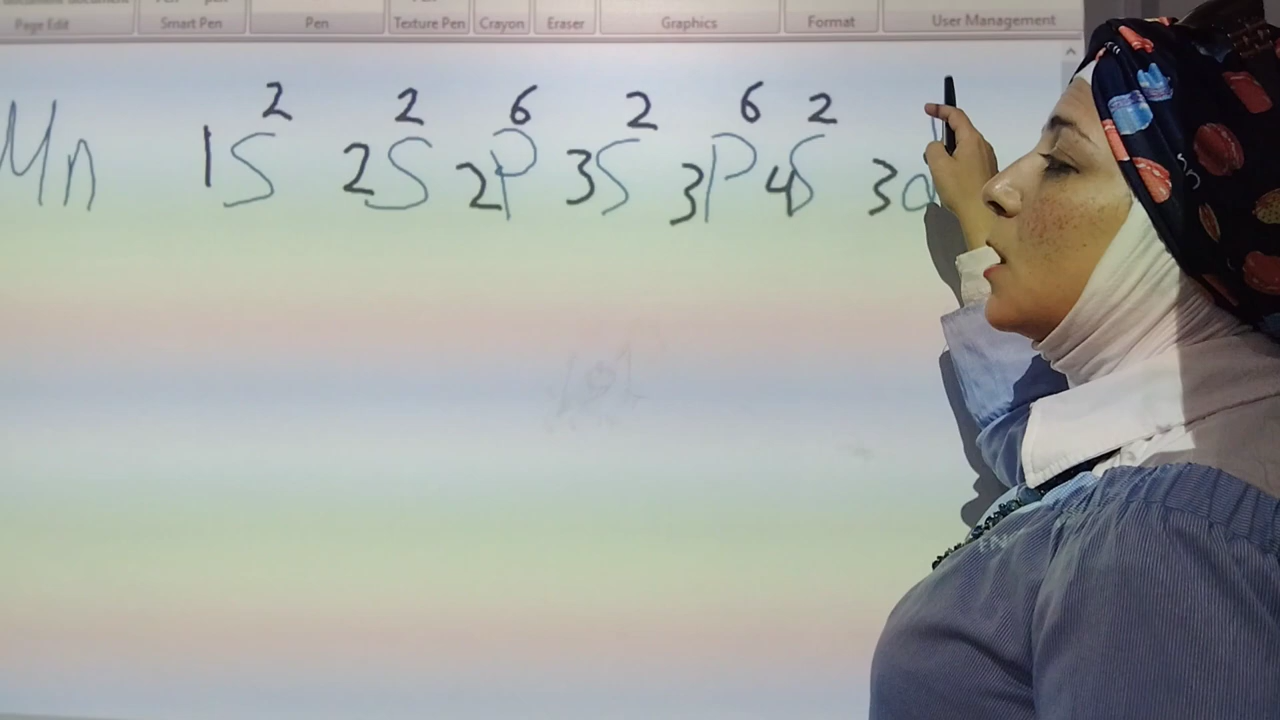 Page Edit Smart Pen Pen Texture Pen Crayon Eraser Graphics Format User Management
Mn 1S² 2S² 2P⁶ 3S² 3P⁶ 4S² 3d